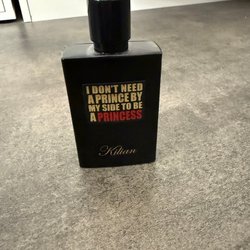 I DON'T NEED
A PRINCE BY
MY SIDE TO BE
A PRINCESS
Kilian